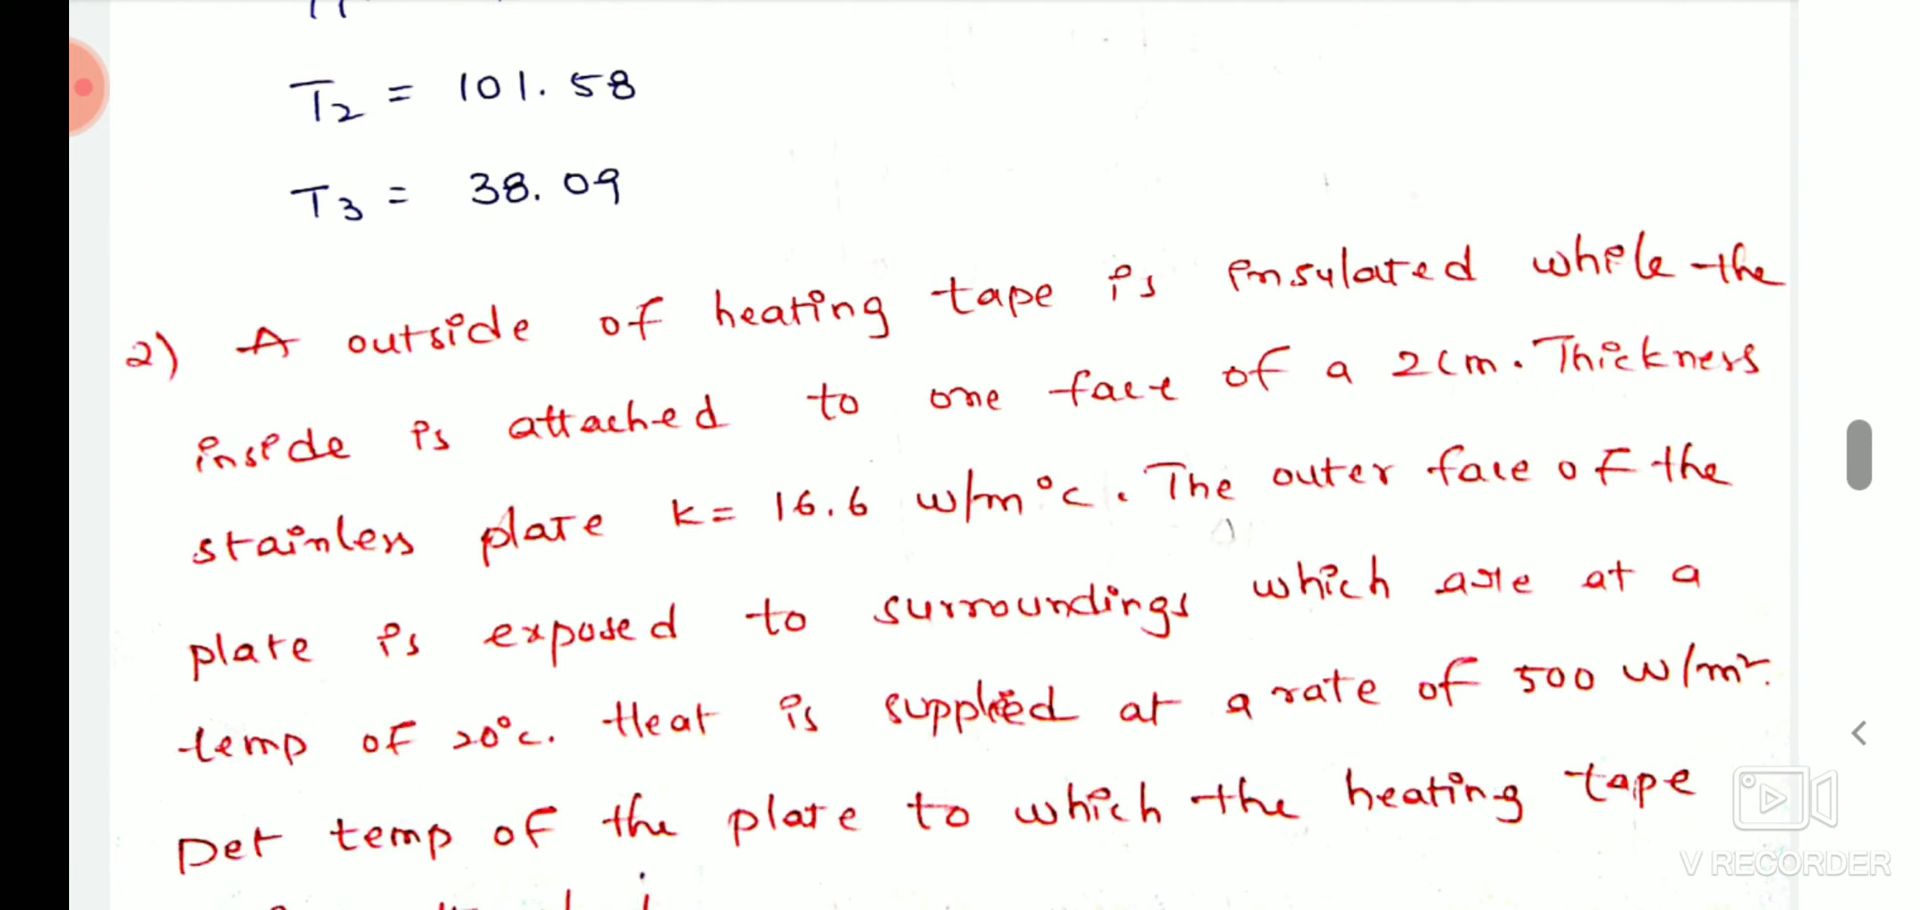 T2 = 101.58
T3 = 38.09
2) A outside of heating tape is insulated while the
inside is attached to one face of a 2cm. Thickness
stainless plate k= 16.6 w/m°c. The outer face of the
plate is exposed to surroundings which are at a
temp of 20°c. Heat is supplied at a rate of 500 w/m².
Det temp of the plate to which the heating tape
V RECORDER